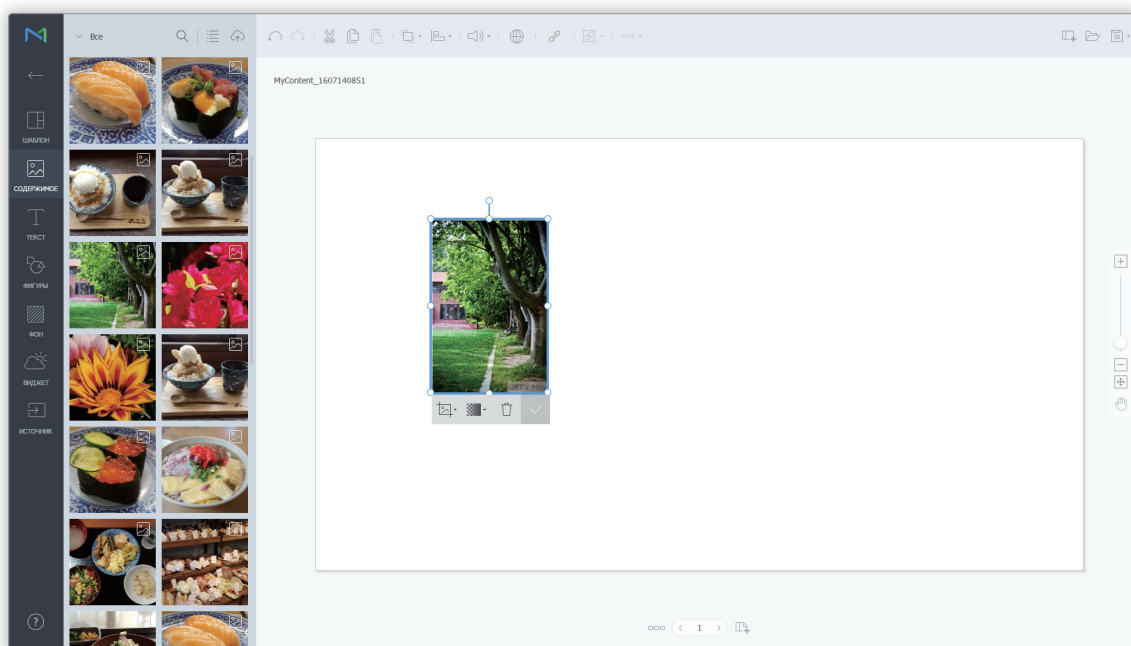 Все
MyContent_1607140851
ШАБЛОН
СОДЕРЖИМОЕ
ТЕКСТ
ФИГУРЫ
ФОН
ВИДЖЕТ
ИСТОЧНИК
?
1